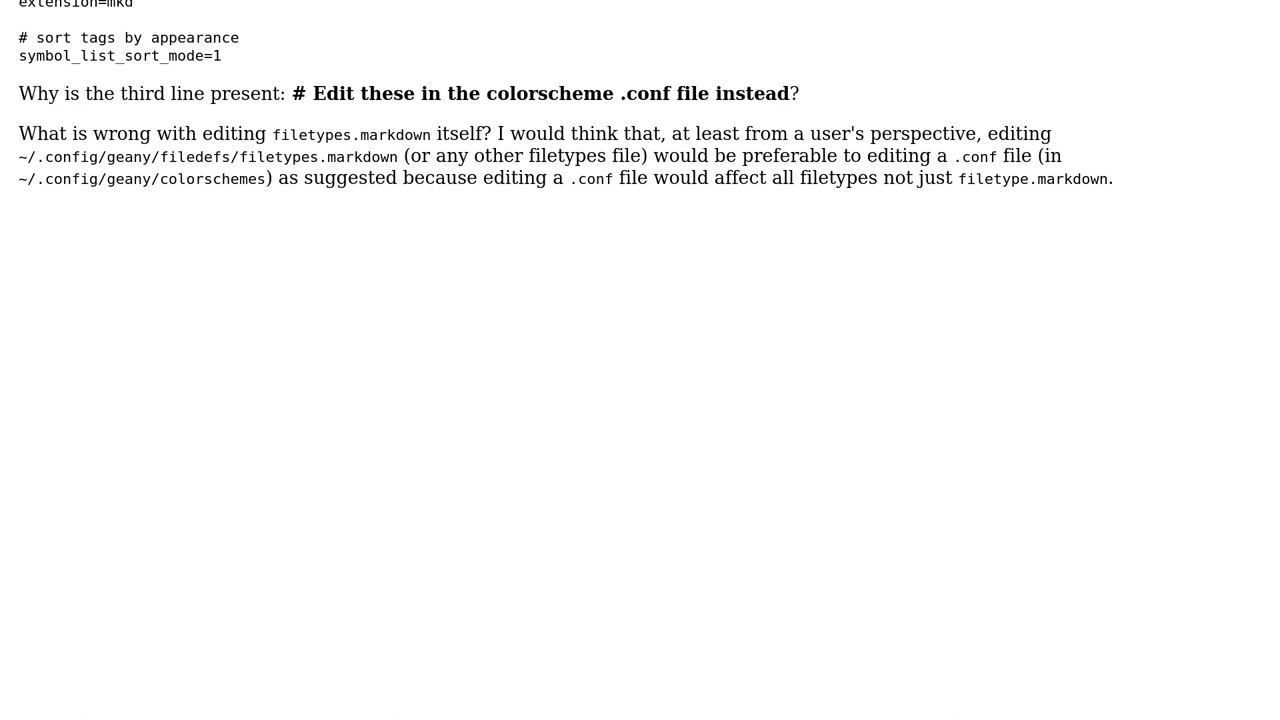 extension=mkd
# sort tags by appearance
symbol_list_sort_mode=1
Why is the third line present: # Edit these in the colorscheme .conf file instead?
What is wrong with editing filetypes.markdown itself? I would think that, at least from a user's perspective, editing
~/.config/geany/filedefs/filetypes.markdown (or any other filetypes file) would be preferable to editing a .conf file (in
~/.config/geany/colorschemes) as suggested because editing a .conf file would affect all filetypes not just filetype.markdown.